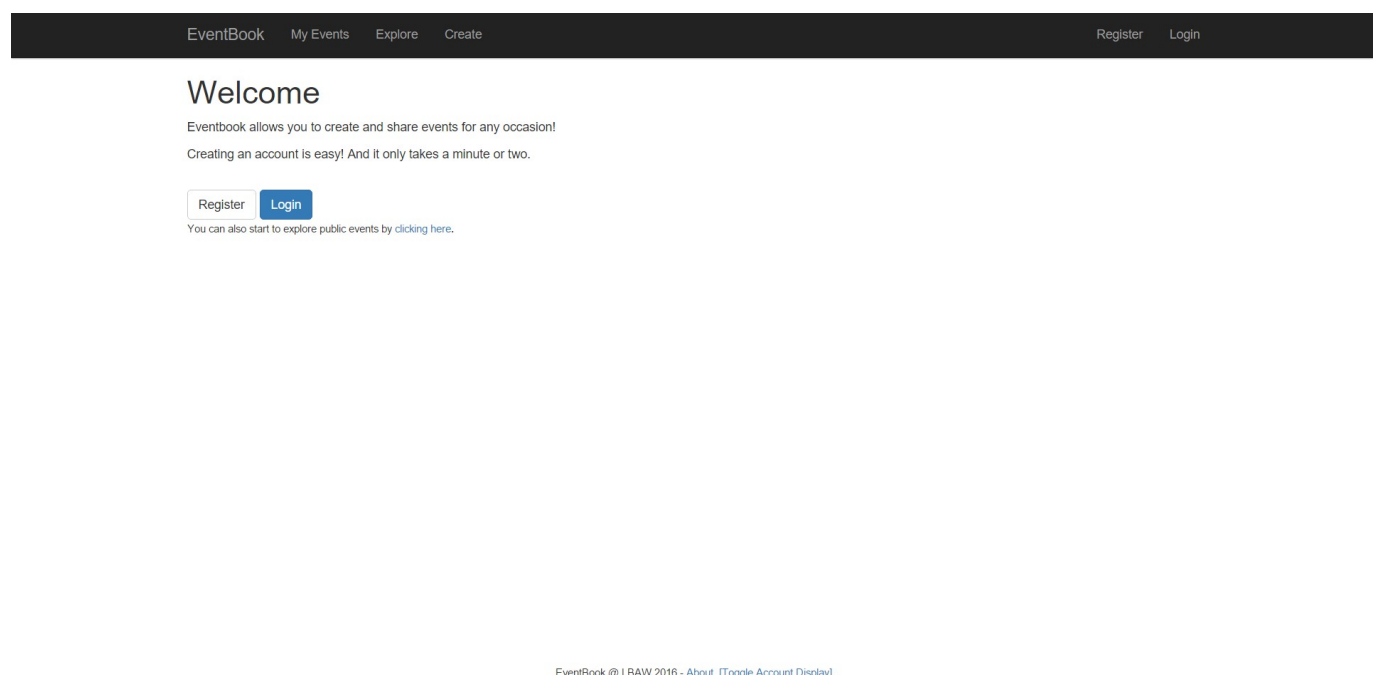 EventBook My Events Explore Create Register Login
Welcome
Eventbook allows you to create and share events for any occasion!
Creating an account is easy! And it only takes a minute or two.
Register Login
You can also start to explore public events by clicking here.
EventBook @ LBAW 2016 - About [Toggle Account Display]